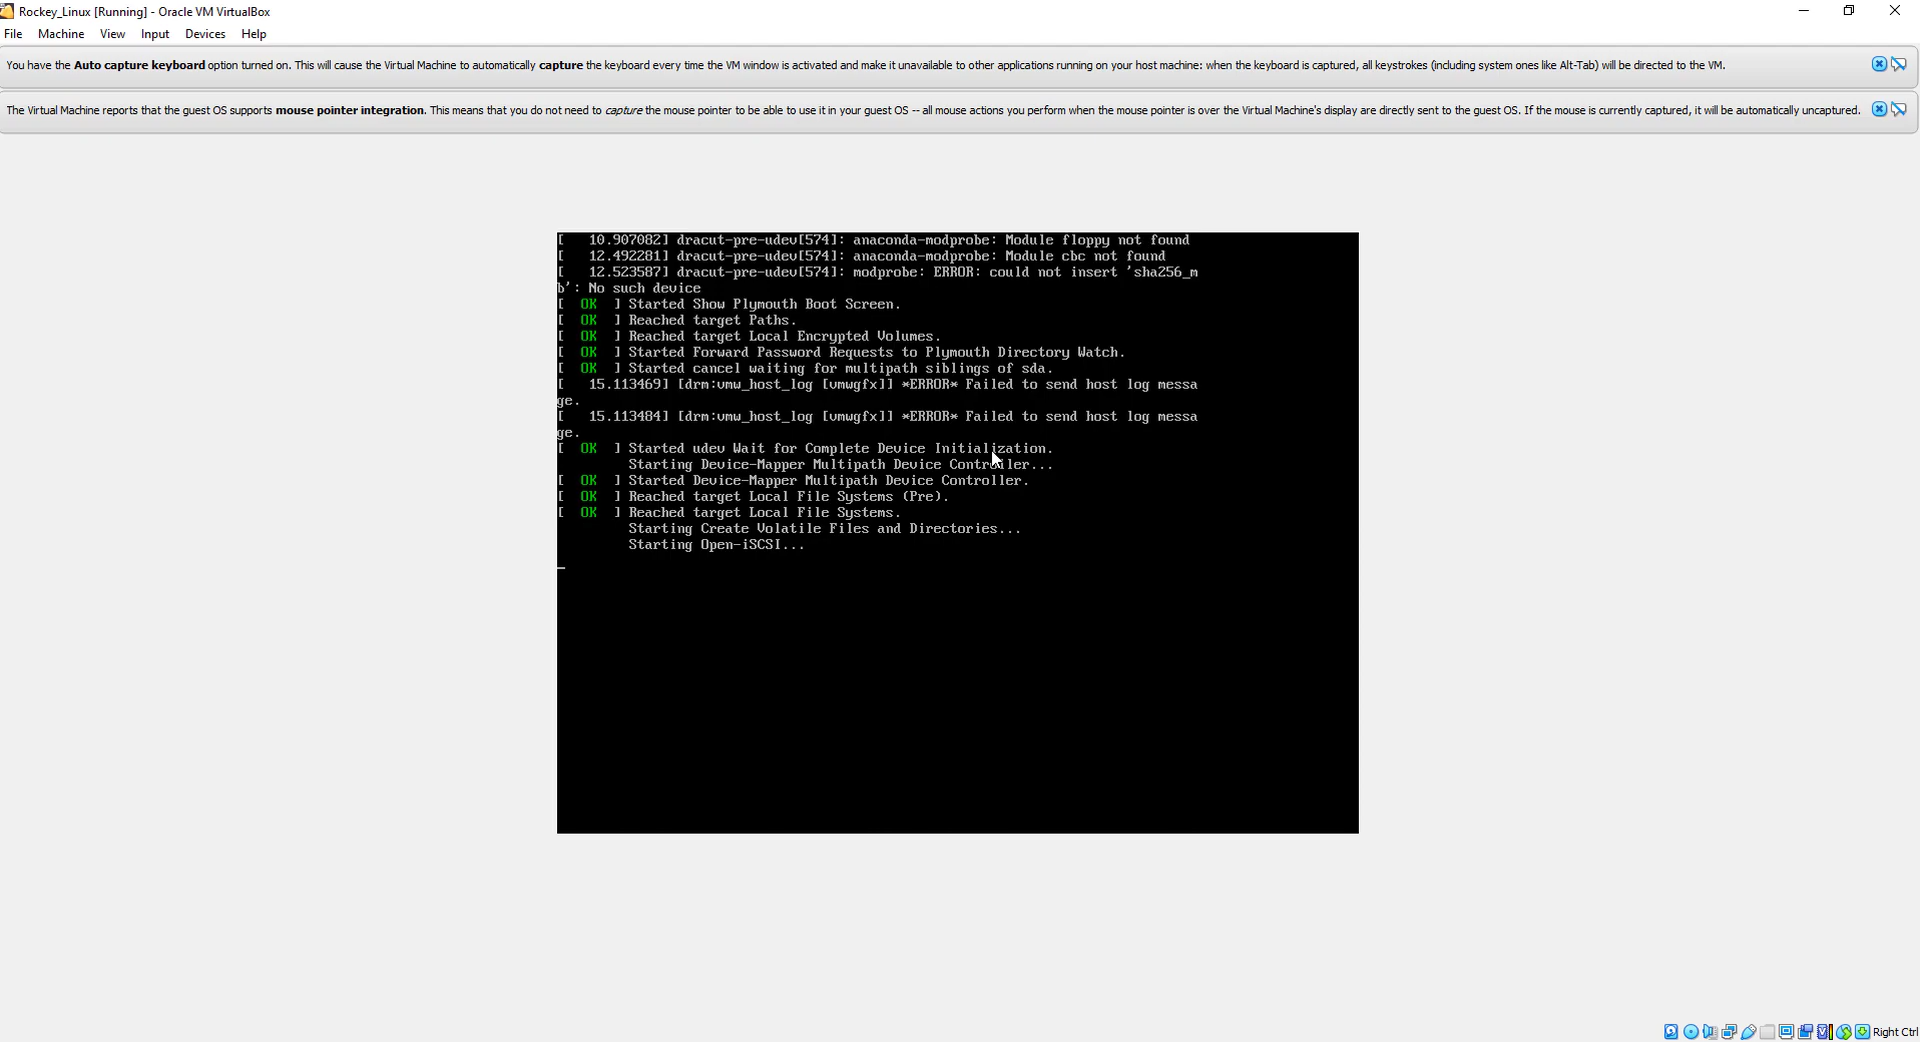 Rockey_Linux [Running] - Oracle VM VirtualBox
File Machine View Input Devices Help
You have the Auto capture keyboard option turned on. This will cause the Virtual Machine to automatically capture the keyboard every time the VM window is activated and make it unavailable to other applications running on your host machine: when the keyboard is captured, all keystrokes (including system ones like Alt-Tab) will be directed to the VM.
The Virtual Machine reports that the guest OS supports mouse pointer integration. This means that you do not need to capture the mouse pointer to be able to use it in your guest OS -- all mouse actions you perform when the mouse pointer is over the Virtual Machine's display are directly sent to the guest OS. If the mouse is currently captured, it will be automatically uncaptured.
[   10.907082] dracut-pre-udev[574]: anaconda-modprobe: Module floppy not found
[   12.492281] dracut-pre-udev[574]: anaconda-modprobe: Module cbc not found
[   12.523587] dracut-pre-udev[574]: modprobe: ERROR: could not insert 'sha256_m
b': No such device
[  OK  ] Started Show Plymouth Boot Screen.
[  OK  ] Reached target Paths.
[  OK  ] Reached target Local Encrypted Volumes.
[  OK  ] Started Forward Password Requests to Plymouth Directory Watch.
[  OK  ] Started cancel waiting for multipath siblings of sda.
[   15.113469] [drm:vmw_host_log [vmwgfx]] *ERROR* Failed to send host log messa
ge.
[   15.113484] [drm:vmw_host_log [vmwgfx]] *ERROR* Failed to send host log messa
ge.
[  OK  ] Started udev Wait for Complete Device Initialization.
Starting Device-Mapper Multipath Device Controller...
[  OK  ] Started Device-Mapper Multipath Device Controller.
[  OK  ] Reached target Local File Systems (Pre).
[  OK  ] Reached target Local File Systems.
Starting Create Volatile Files and Directories...
Starting Open-iSCSI...
_
Right Ctrl